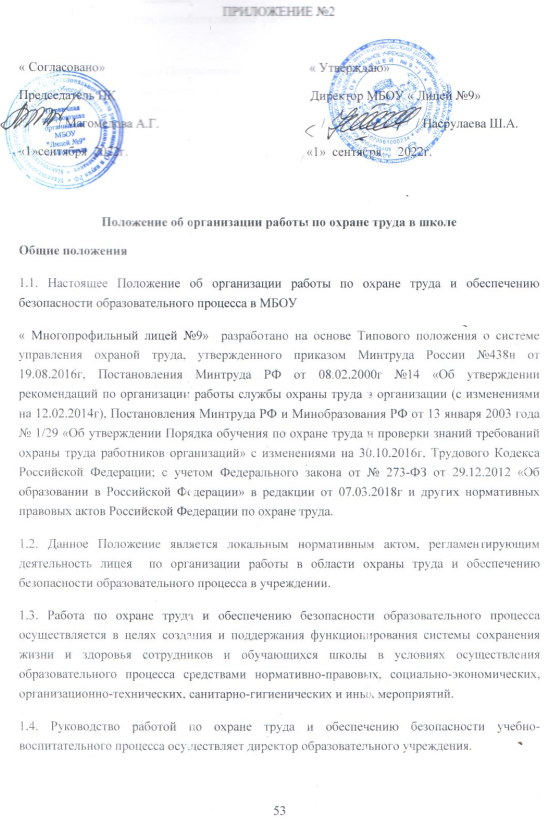 ПРИЛОЖЕНИЕ №2
« Согласовано» « Утверждаю»
Председатель ПК Директор МБОУ « Лицей №9»
Магомедова А.Г. Насрулаева Ш.А.
«1»сентября 2022г. «1» сентября 2022г.
МБОУ
"Лицей №9"
Положение об организации работы по охране труда в школе
Общие положения
1.1. Настоящее Положение об организации работы по охране труда и обеспечению
безопасности образовательного процесса в МБОУ
« Многопрофильный лицей №9» разработано на основе Типового положения о системе
управления охраной труда, утвержденного приказом Минтруда России №438н от
19.08.2016г, Постановления Минтруда РФ от 08.02.2000г №14 «Об утверждении
рекомендаций по организации работы службы охраны труда в организации (с изменениями
на 12.02.2014г), Постановления Минтруда РФ и Минобразования РФ от 13 января 2003 года
№ 1/29 «Об утверждении Порядка обучения по охране труда и проверки знаний требований
охраны труда работников организаций» с изменениями на 30.10.2016г, Трудового Кодекса
Российской Федерации; с учетом Федерального закона от № 273-ФЗ от 29.12.2012 «Об
образовании в Российской Федерации» в редакции от 07.03.2018г и других нормативных
правовых актов Российской Федерации по охране труда.
1.2. Данное Положение является локальным нормативным актом, регламентирующим
деятельность лицея по организации работы в области охраны труда и обеспечению
безопасности образовательного процесса в учреждении.
1.3. Работа по охране труда и обеспечению безопасности образовательного процесса
осуществляется в целях создания и поддержания функционирования системы сохранения
жизни и здоровья сотрудников и обучающихся школы в условиях осуществления
образовательного процесса средствами нормативно-правовых, социально-экономических,
организационно-технических, санитарно-гигиенических и иных мероприятий.
1.4. Руководство работой по охране труда и обеспечению безопасности учебно-
воспитательного процесса осуществляет директор образовательного учреждения.
53